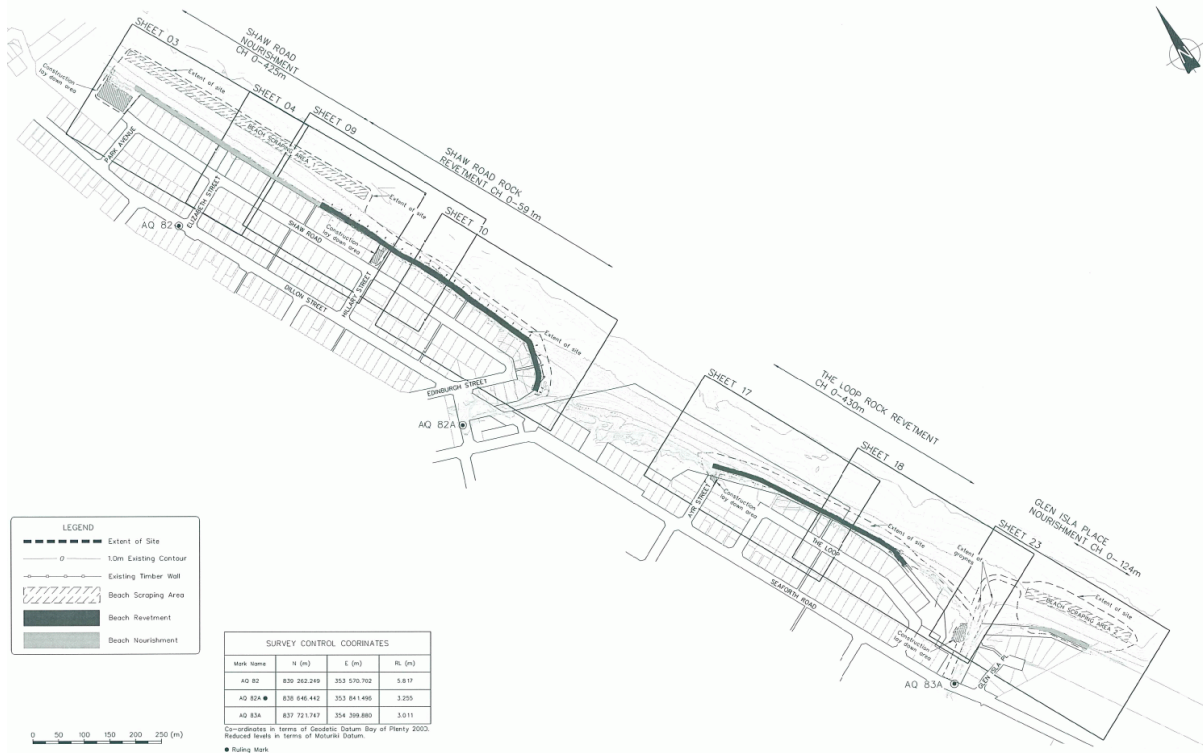 SHEET 03
SHAW ROAD
NOURISHMENT
CH 0-425m
Construction
lay down area
Extent of site
SHEET 04
SHEET 09
BEACH SCRAPING AREA
Extent of site
SHAW ROAD ROCK
REVETMENT CH 0-591m
SHEET 10
PARK AVENUE
AQ 82
ELIZABETH STREET
SHAW ROAD
Construction
lay down area
HILLARY STREET
DILLON STREET
Extent of site
EDINBURGH STREET
AQ 82A
SHEET 17
THE LOOP ROCK REVETMENT
CH 0-430m
SHEET 18
AYR STREET
Construction
lay down area
THE LOOP
Extent of site
SEAFORTH ROAD
GLEN ISLA PLACE
NOURISHMENT CH 0-124m
SHEET 23
Extent of
groynes
BEACH SCRAPING AREA 2
Extent of site
Construction
lay down area
GLEN ISLA PL
AQ 83A
LEGEND
Extent of Site
1.0m Existing Contour
Existing Timber Wall
Beach Scraping Area
Beach Revetment
Beach Nourishment
SURVEY CONTROL COORDINATES
Mark Name N (m) E (m) RL (m)
AQ 82 839 262.249 353 570.702 5.817
AQ 82A ● 838 646.442 353 841.496 3.255
AQ 83A 837 721.747 354 399.880 3.011
Co-ordinates in terms of Geodetic Datum Bay of Plenty 2003.
Reduced levels in terms of Moturiki Datum.
● Ruling Mark
0 50 100 150 200 250 (m)